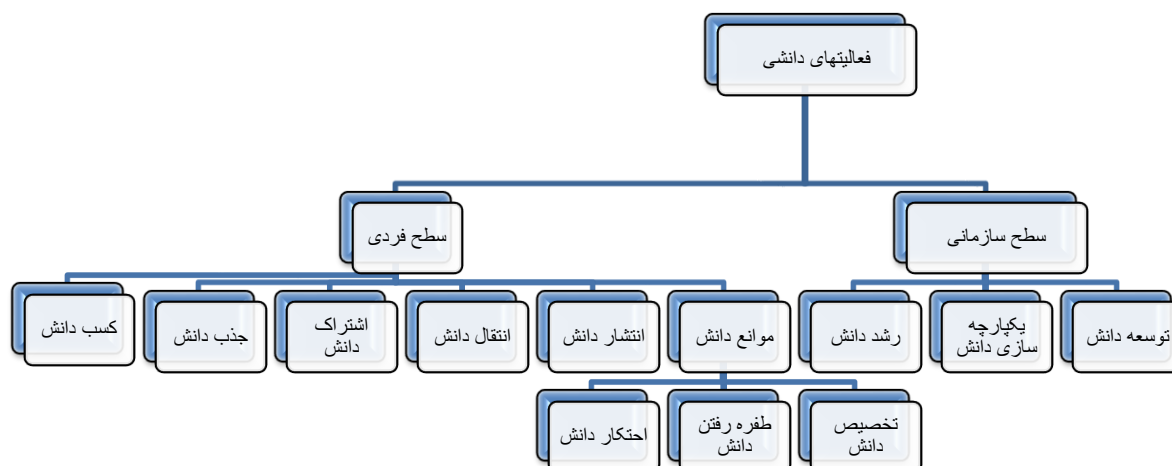 فعالیتهای دانشی
سطح سازمانی
سطح فردی
توسعه دانش
یکپارچه
سازی دانش
رشد دانش
موانع دانش
انتشار دانش
انتقال دانش
اشتراک
دانش
جذب دانش
کسب دانش
تخصیص
دانش
طفره رفتن
دانش
احتکار دانش